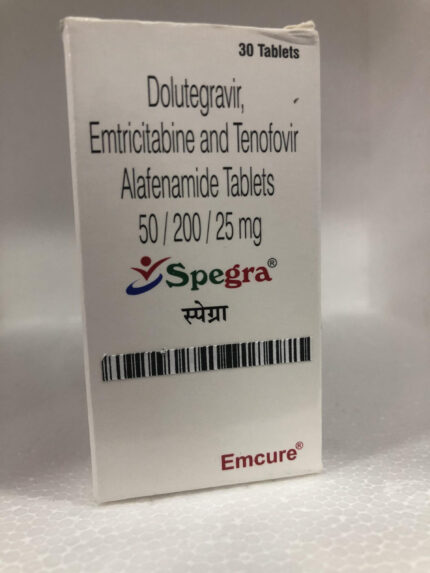 30 Tablets
Dolutegravir,
Emtricitabine and Tenofovir
Alafenamide Tablets
50 / 200 / 25 mg
Spegra®
स्पेग्रा
Emcure®